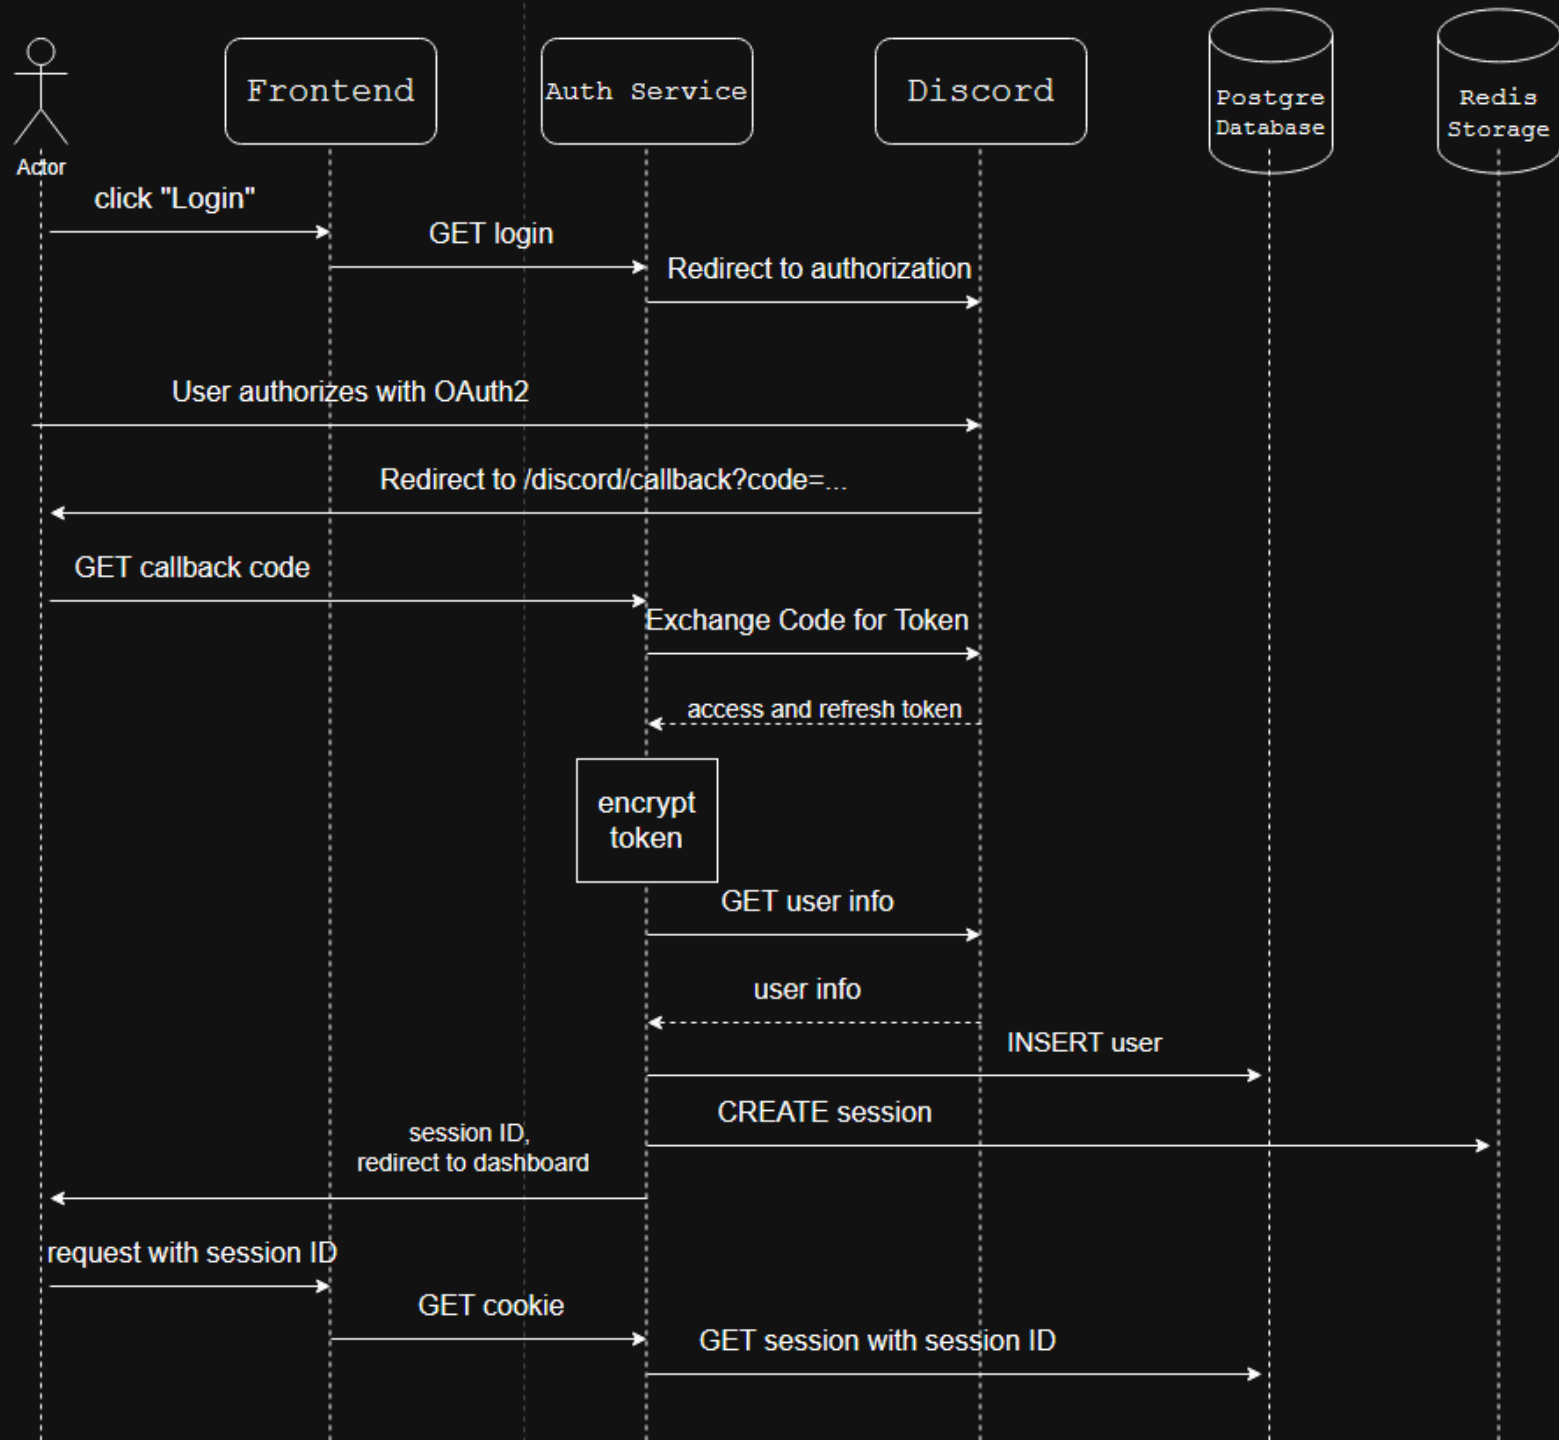 Frontend
Auth Service
Discord
Postgre
Database
Redis
Storage
Actor
click "Login"
GET login
Redirect to authorization
User authorizes with OAuth2
Redirect to /discord/callback?code=...
GET callback code
Exchange Code for Token
access and refresh token
encrypt
token
GET user info
user info
INSERT user
CREATE session
session ID,
redirect to dashboard
request with session ID
GET cookie
GET session with session ID